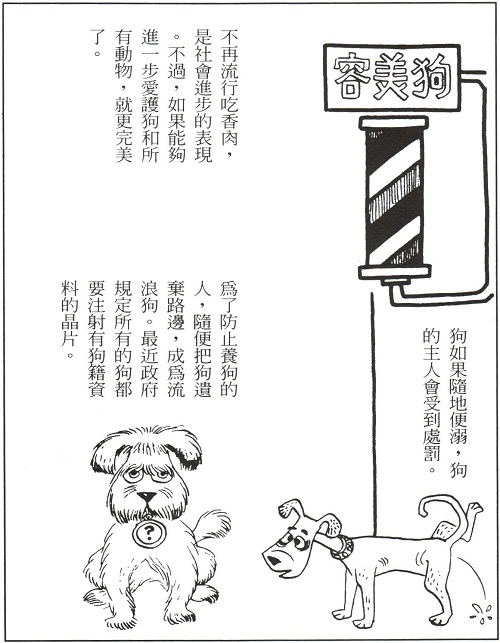 狗美容
狗如果隨地便溺，狗
的主人會受到處罰。
不再流行吃香肉，
是社會進步的表現
。不過，如果能夠
進一步愛護狗和所
有動物，就更完美
了。
爲了防止養狗的
人，隨便把狗遺
棄路邊，成爲流
浪狗。最近政府
規定所有的狗都
要注射有狗籍資
料的晶片。
?